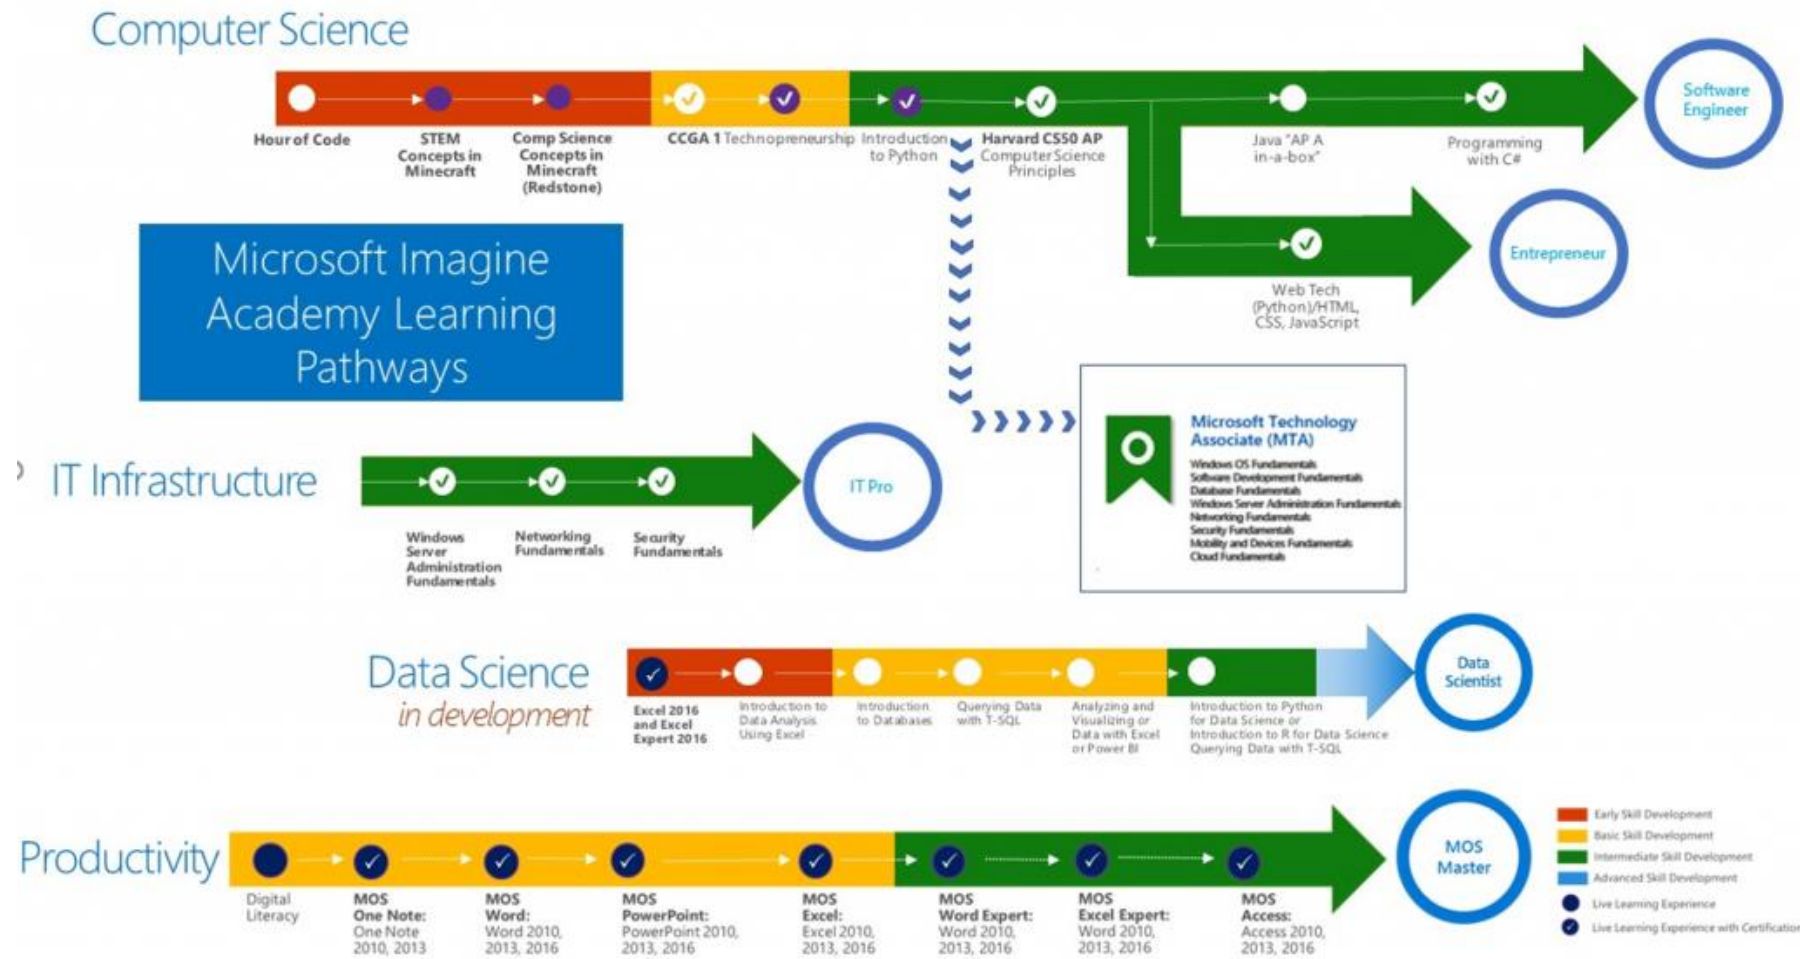 Computer Science
Hour of Code
STEM
Concepts in
Minecraft
Comp Science
Concepts in
Minecraft
(Redstone)
CCGA 1
Technopreneurship
Introduction
to Python
Harvard CS50 AP
Computer Science
Principles
Java "AP A
in-a-box"
Programming
with C#
Software
Engineer
Web Tech
(Python)/HTML,
CSS, JavaScript
Entrepreneur
Microsoft Imagine
Academy Learning
Pathways
Microsoft Technology
Associate (MTA)
Windows OS Fundamentals
Software Development Fundamentals
Database Fundamentals
Windows Server Administration Fundamentals
Networking Fundamentals
Security Fundamentals
Mobility and Devices Fundamentals
Cloud Fundamentals
IT Infrastructure
Windows
Server
Administration
Fundamentals
Networking
Fundamentals
Security
Fundamentals
IT Pro
Data Science
in development
Excel 2016
and Excel
Expert 2016
Introduction to
Data Analysis
Using Excel
Introduction
to Databases
Querying Data
with T-SQL
Analyzing and
Visualizing or
Data with Excel
or Power BI
Introduction to Python
for Data Science or
Introduction to R for Data Science
Querying Data with T-SQL
Data
Scientist
Productivity
Digital
Literacy
MOS
One Note:
One Note
2010, 2013
MOS
Word:
Word 2010,
2013, 2016
MOS
PowerPoint:
PowerPoint 2010,
2013, 2016
MOS
Excel:
Excel 2010,
2013, 2016
MOS
Word Expert:
Word 2010,
2013, 2016
MOS
Excel Expert:
Word 2010,
2013, 2016
MOS
Access:
Access 2010,
2013, 2016
MOS
Master
Early Skill Development
Basic Skill Development
Intermediate Skill Development
Advanced Skill Development
Live Learning Experience
Live Learning Experience with Certification